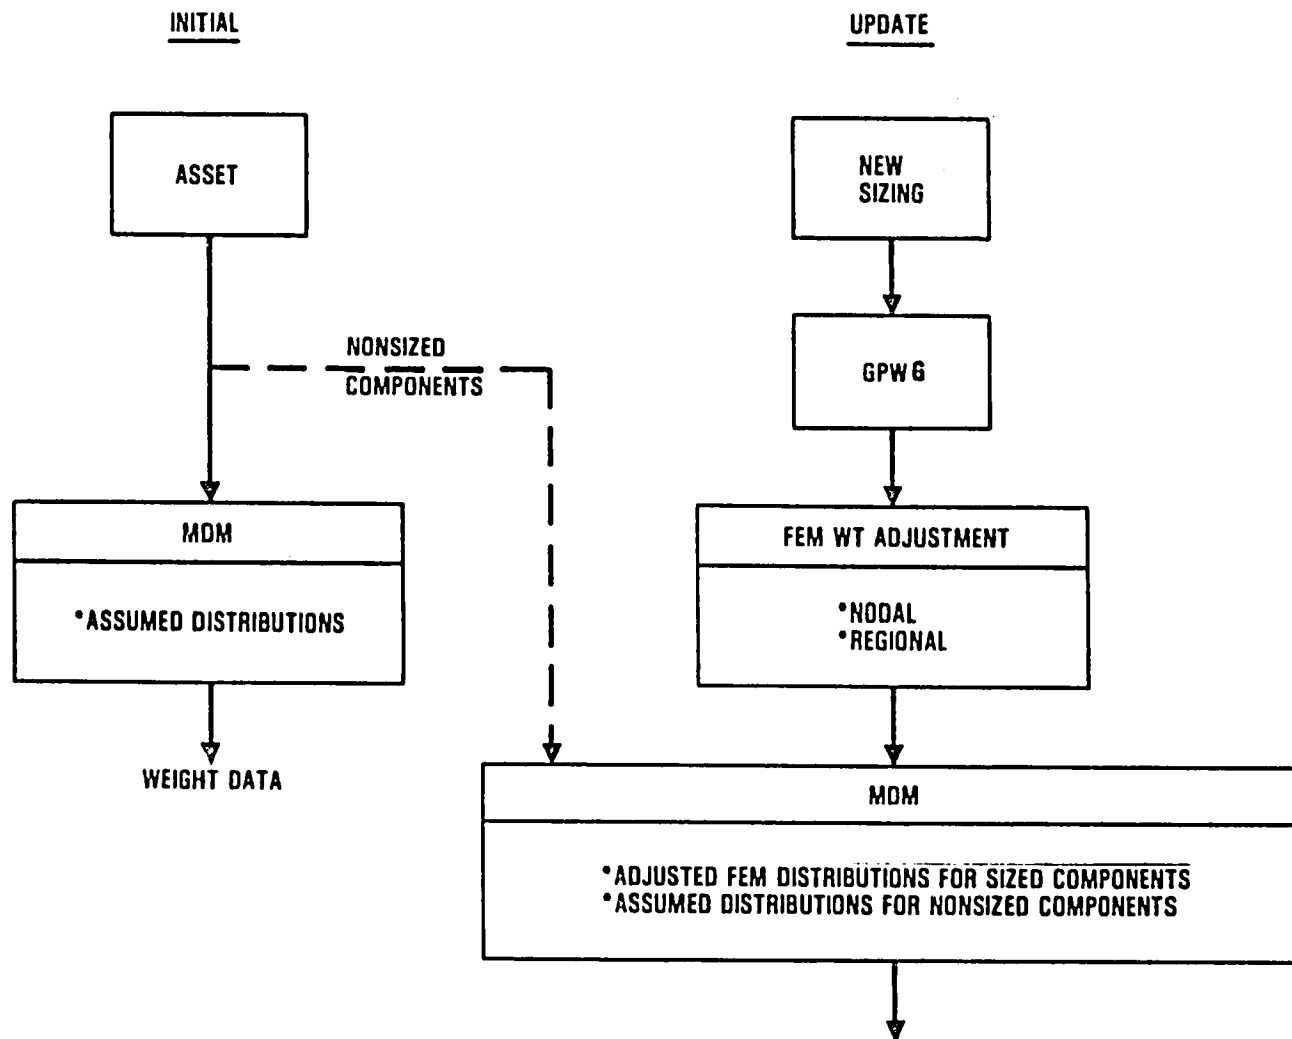 INITIAL
UPDATE
ASSET
NEW
SIZING
NONSIZED
COMPONENTS
GPW6
MDM
•ASSUMED DISTRIBUTIONS
FEM WT ADJUSTMENT
•NODAL
•REGIONAL
WEIGHT DATA
MDM
•ADJUSTED FEM DISTRIBUTIONS FOR SIZED COMPONENTS
•ASSUMED DISTRIBUTIONS FOR NONSIZED COMPONENTS